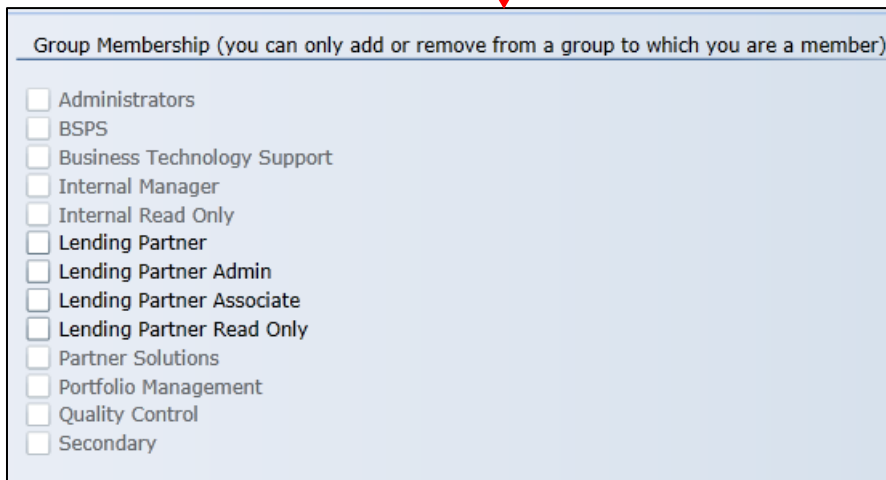 Group Membership (you can only add or remove from a group to which you are a member)
Administrators
BSPS
Business Technology Support
Internal Manager
Internal Read Only
Lending Partner
Lending Partner Admin
Lending Partner Associate
Lending Partner Read Only
Partner Solutions
Portfolio Management
Quality Control
Secondary